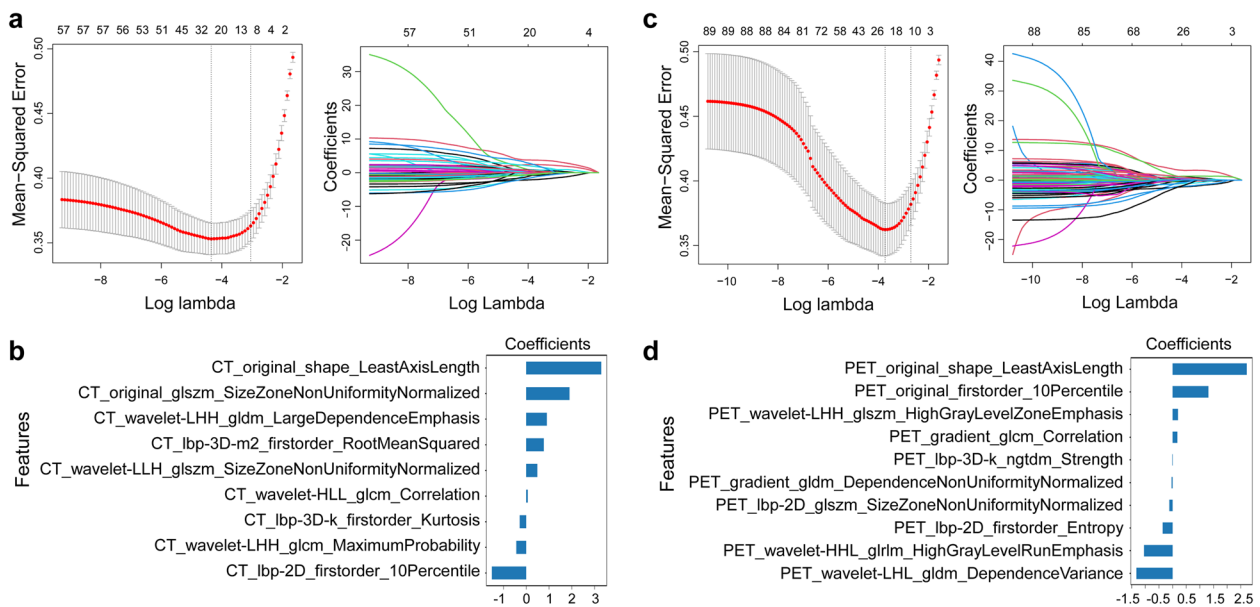 a
57 57 57 56 53 51 45 32 20 13 8 4 2
Mean-Squared Error
0.50
0.45
0.40
0.35
-8 -6 -4 -2
Log lambda
57 51 20 4
Coefficients
30
20
10
0
-10
-20
-8 -6 -4 -2
Log Lambda
c
89 89 88 88 84 81 72 58 43 26 18 10 3
Mean-Squared Error
0.50
0.45
0.40
0.35
-10 -8 -6 -4 -2
Log lambda
88 85 68 26 3
Coefficients
40
30
20
10
0
-10
-20
-10 -8 -6 -4 -2
Log Lambda
b
Coefficients
Features
CT_original_shape_LeastAxisLength
CT_original_glszm_SizeZoneNonUniformityNormalized
CT_wavelet-LHH_gldm_LargeDependenceEmphasis
CT_lbp-3D-m2_firstorder_RootMeanSquared
CT_wavelet-LLH_glszm_SizeZoneNonUniformityNormalized
CT_wavelet-HLL_glcm_Correlation
CT_lbp-3D-k_firstorder_Kurtosis
CT_wavelet-LHH_glcm_MaximumProbability
CT_lbp-2D_firstorder_10Percentile
-1 0 1 2 3
d
Coefficients
Features
PET_original_shape_LeastAxisLength
PET_original_firstorder_10Percentile
PET_wavelet-LHH_glszm_HighGrayLevelZoneEmphasis
PET_gradient_glcm_Correlation
PET_lbp-3D-k_ngtdm_Strength
PET_gradient_gldm_DependenceNonUniformityNormalized
PET_lbp-2D_glszm_SizeZoneNonUniformityNormalized
PET_lbp-2D_firstorder_Entropy
PET_wavelet-HHL_glrlm_HighGrayLevelRunEmphasis
PET_wavelet-LHL_gldm_DependenceVariance
-1.5 -0.5 0.5 1.5 2.5